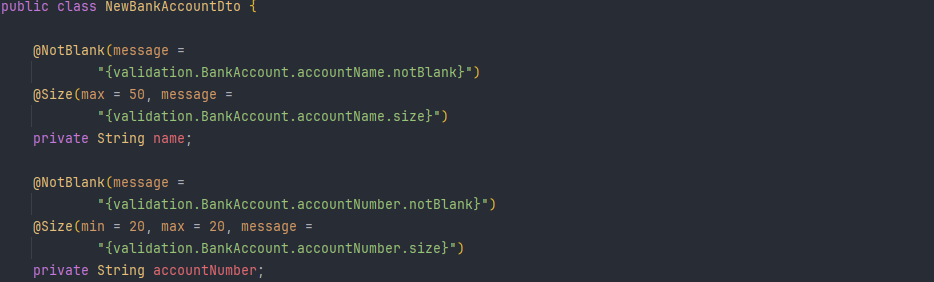 public class NewBankAccountDto {
@NotBlank(message =
"{validation.BankAccount.accountName.notBlank}")
@Size(max = 50, message =
"{validation.BankAccount.accountName.size}")
private String name;
@NotBlank(message =
"{validation.BankAccount.accountNumber.notBlank}")
@Size(min = 20, max = 20, message =
"{validation.BankAccount.accountNumber.size}")
private String accountNumber;